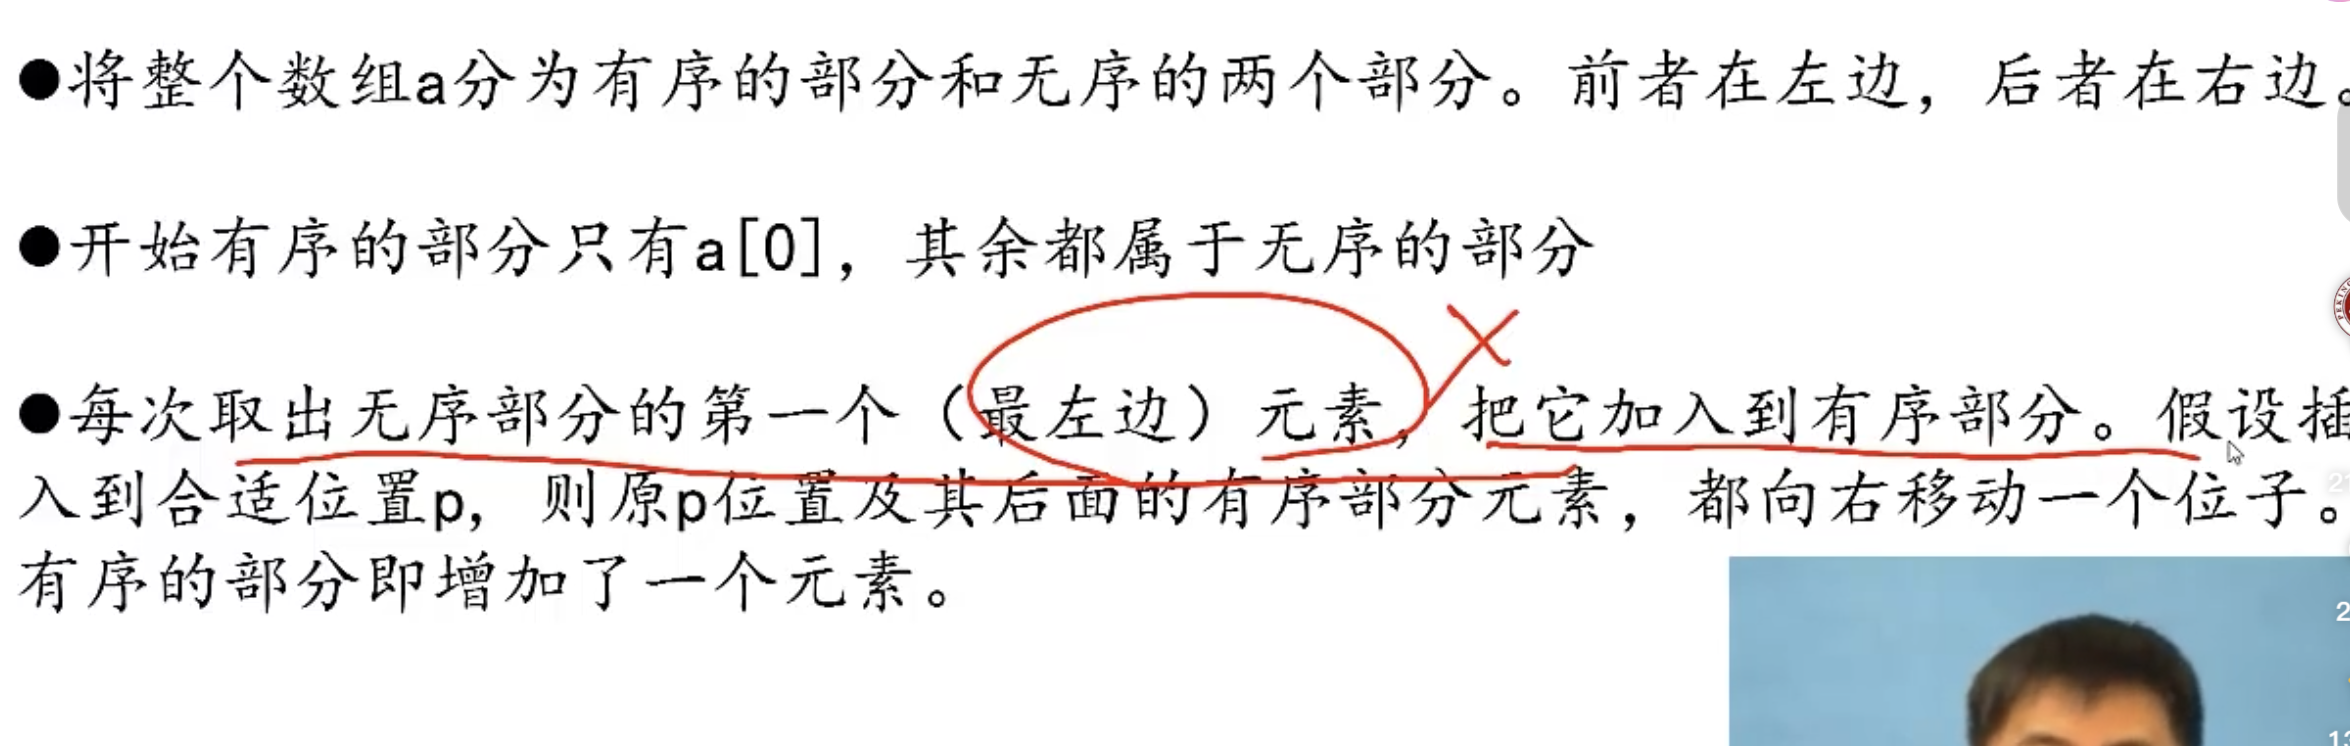 ●将整个数组a分为有序的部分和无序的两个部分。前者在左边，后者在右边。
●开始有序的部分只有a[0]，其余都属于无序的部分
x
●每次取出无序部分的第一个（最左边）元素，把它加入到有序部分。假设插
入到合适位置p，则原p位置及其后面的有序部分元素，都向右移动一个位子。
有序的部分即增加了一个元素。